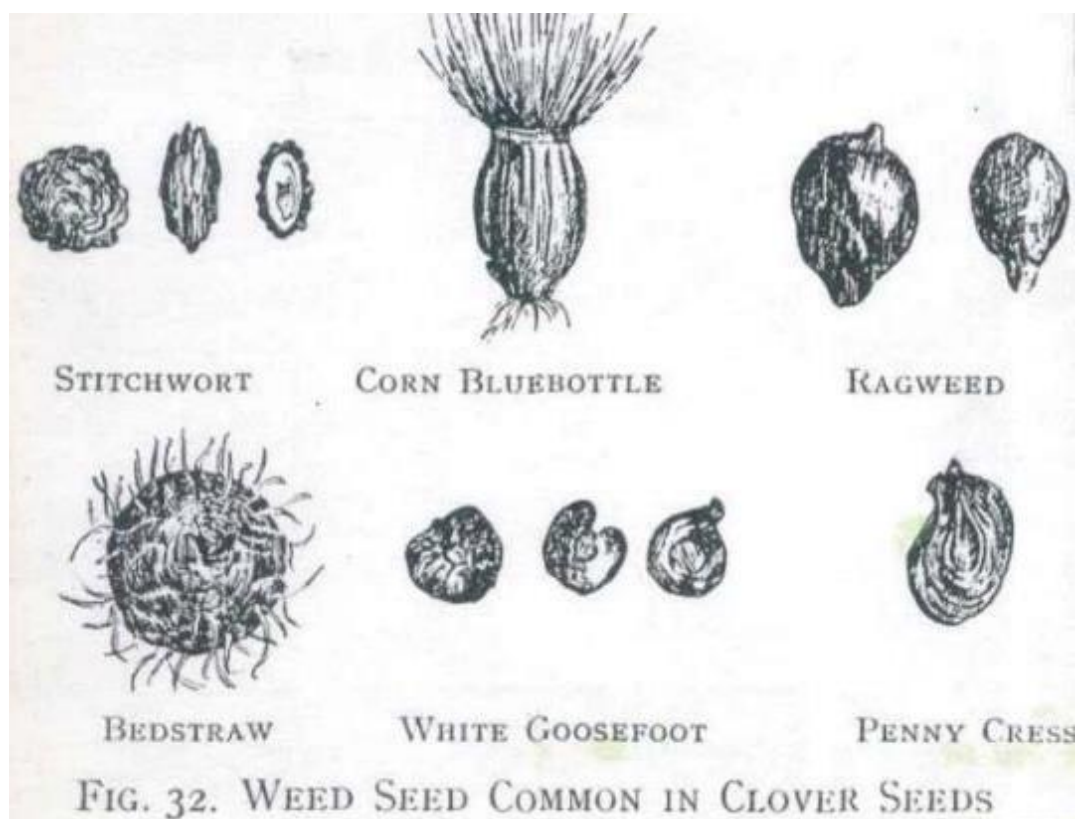 STITCHWORT CORN BLUEBOTTLE RAGWEED
BEDSTRAW WHITE GOOSEFOOT PENNY CRESS
FIG. 32. WEED SEED COMMON IN CLOVER SEEDS